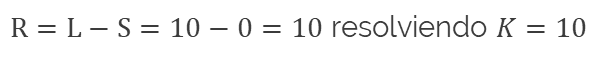 R = L − S = 10 − 0 = 10 resolviendo K = 10